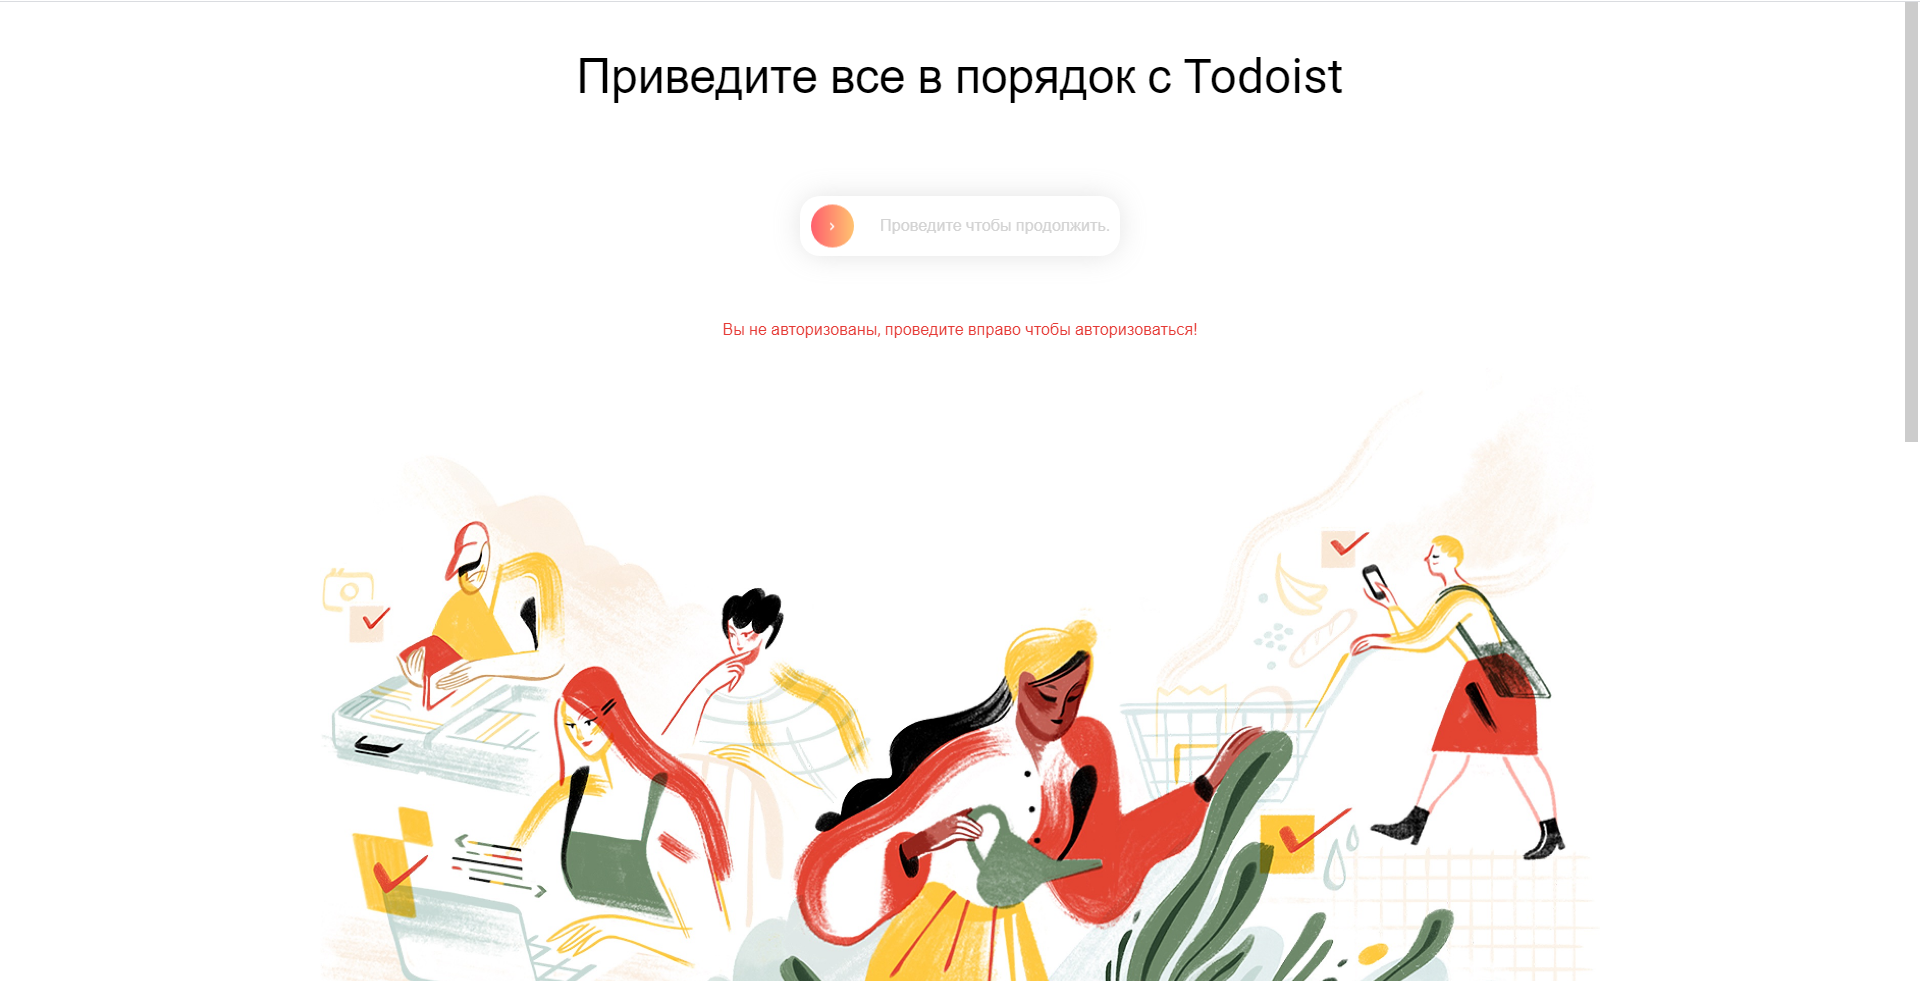 Приведите все в порядок с Todoist
Проведите чтобы продолжить.
Вы не авторизованы, проведите вправо чтобы авторизоваться!